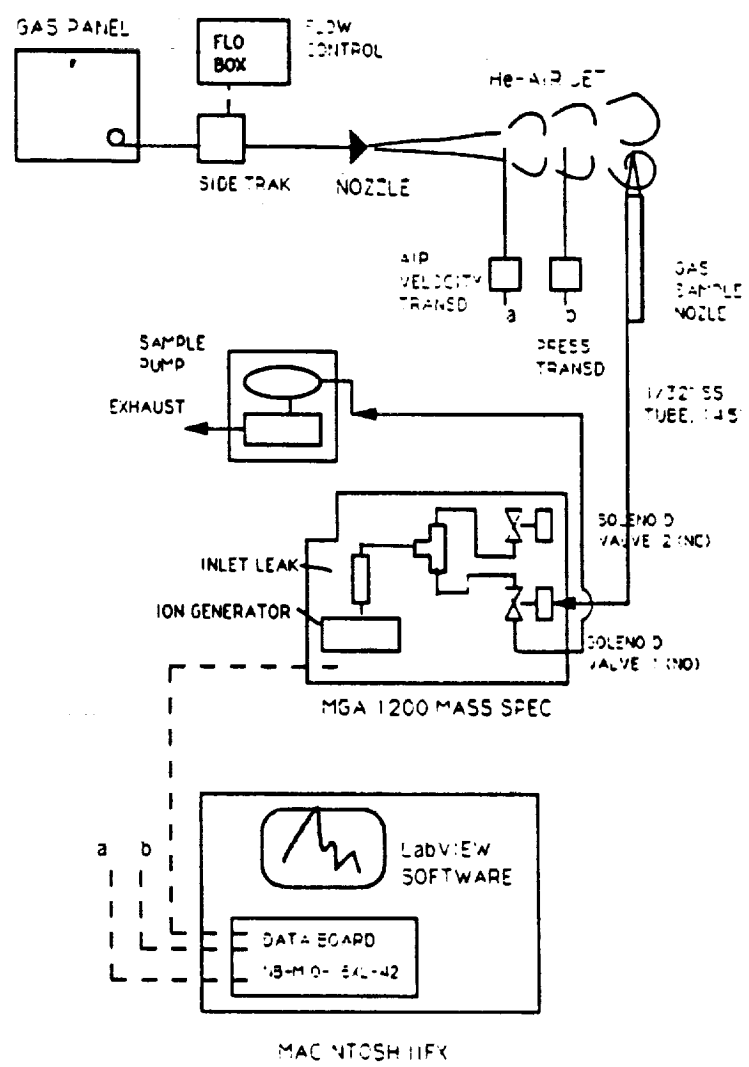 GAS PANEL
FLO
BOX
FLOW
CONTROL
He-AIR JET
SIDE TRAK
NOZZLE
AIR
VELOCITY
TRANSD
a
b
PRESS
TRANSD
GAS
SAMPLE
NOZLE
SAMPLE
PUMP
EXHAUST
1/32" SS
TUBE,
SOLENOID
VALVE 2 (NC)
INLET LEAK
ION GENERATOR
SOLENOID
VALVE 1 (NO)
MGA 1200 MASS SPEC
a
b
LabVIEW
SOFTWARE
DATA BOARD
MACINTOSH IIFX